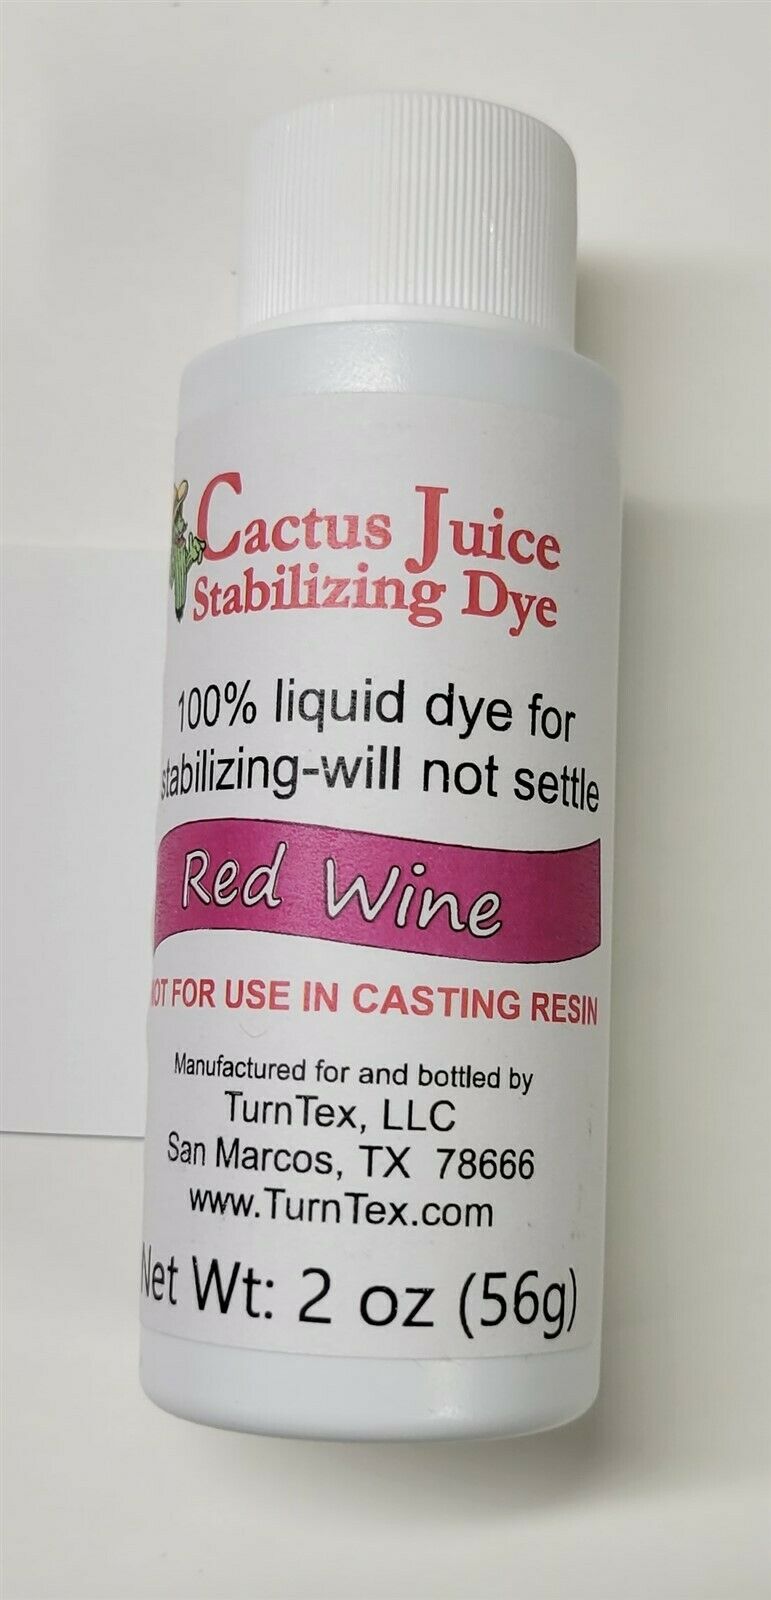 Cactus Juice
Stabilizing Dye
100% liquid dye for
stabilizing-will not settle
Red Wine
NOT FOR USE IN CASTING RESIN
Manufactured for and bottled by
TurnTex, LLC
San Marcos, TX 78666
www.TurnTex.com
Net Wt: 2 oz (56g)